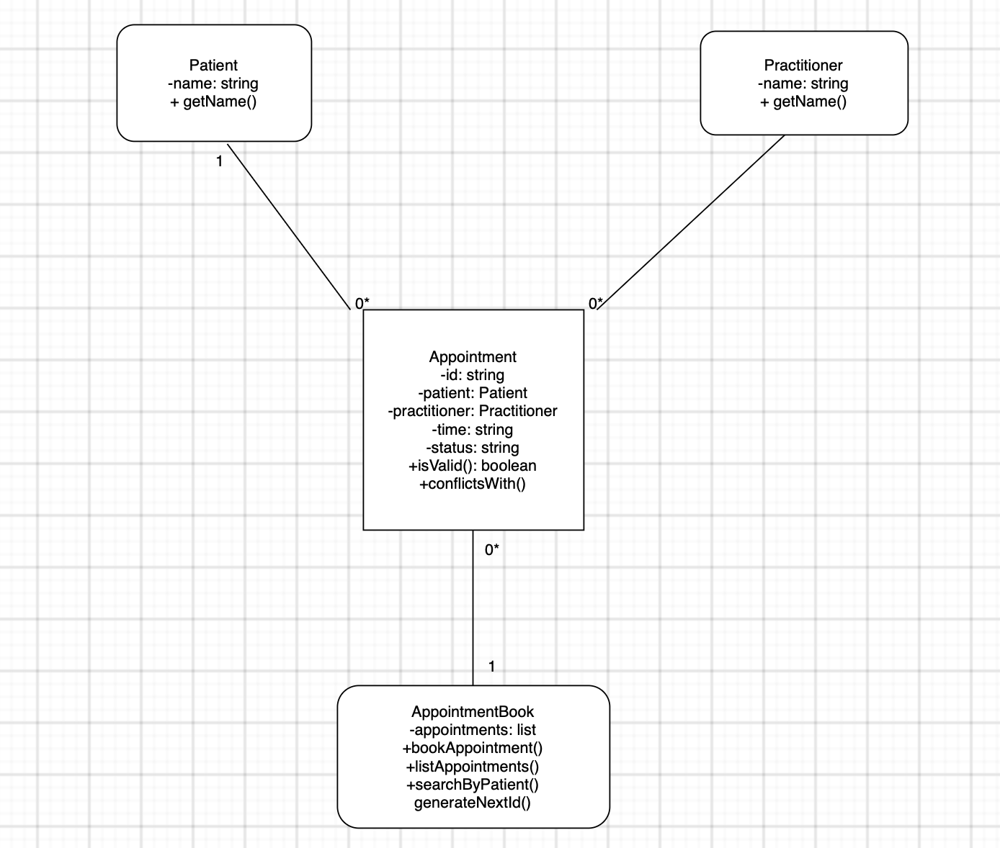 Patient
-name: string
+ getName()
Practitioner
-name: string
+ getName()
1
0*
0*
Appointment
-id: string
-patient: Patient
-practitioner: Practitioner
-time: string
-status: string
+isValid(): boolean
+conflictsWith()
0*
1
AppointmentBook
-appointments: list
+bookAppointment()
+listAppointments()
+searchByPatient()
generateNextId()